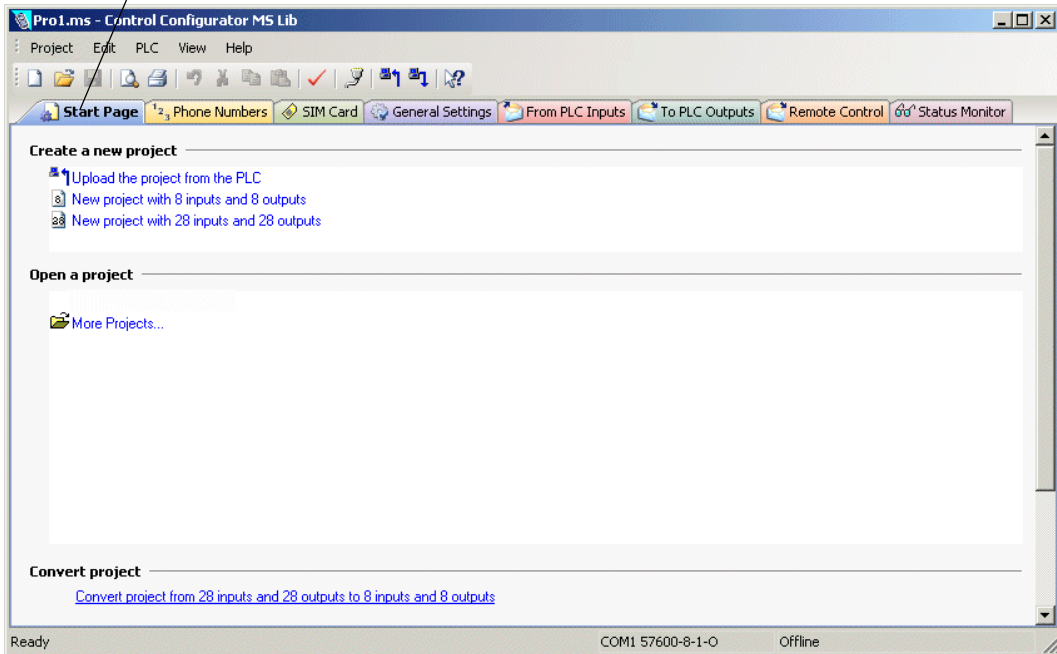 Pro1.ms - Control Configurator MS Lib
Project Edit PLC View Help
Start Page 123 Phone Numbers SIM Card General Settings From PLC Inputs To PLC Outputs Remote Control Status Monitor
Create a new project
Upload the project from the PLC
8 New project with 8 inputs and 8 outputs
28 New project with 28 inputs and 28 outputs
Open a project
More Projects...
Convert project
Convert project from 28 inputs and 28 outputs to 8 inputs and 8 outputs
Ready COM1 57600-8-1-O Offline